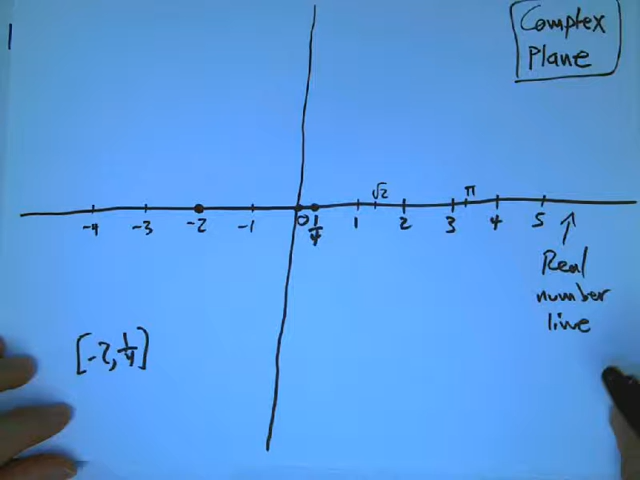 Complex
Plane
√2 π
-4 -3 -2 -1 0 1/4 1 2 3 4 5
↑
Real
number
line
[-2, 1/4]